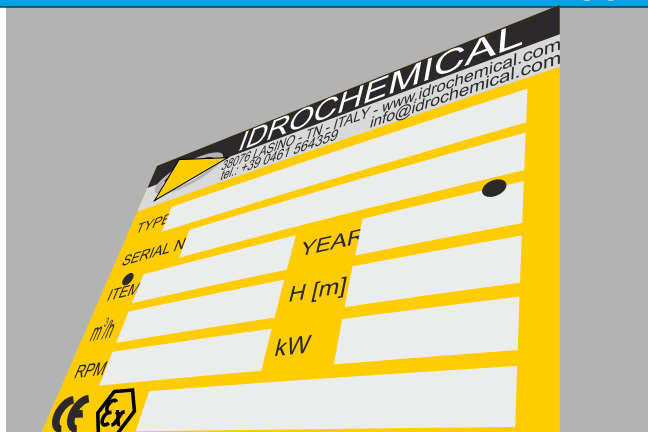 IDROCHEMICAL
38076 LASINO - TN - ITALY - www.idrochemical.com
tel.: +39 0461 564359 info@idrochemical.com
TYPE
SERIAL N
ITEM YEAR
m³/h H [m]
RPM kW
CE Ex